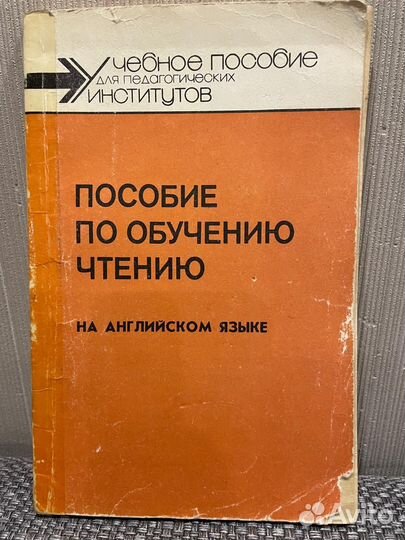 Учебное пособие
для педагогических
институтов
ПОСОБИЕ
ПО ОБУЧЕНИЮ
ЧТЕНИЮ
НА АНГЛИЙСКОМ ЯЗЫКЕ
Avito